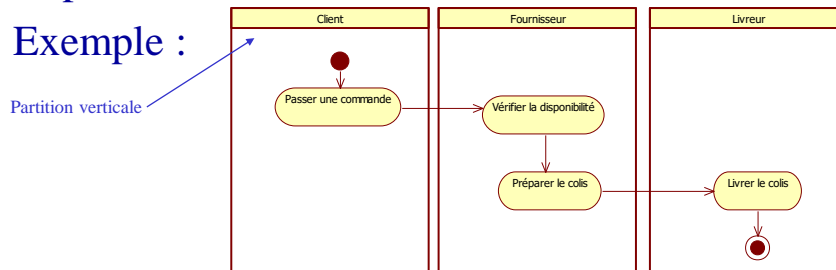 Exemple :
Partition verticale
Client
Fournisseur
Livreur
Passer une commande
Vérifier la disponibilité
Préparer le colis
Livrer le colis